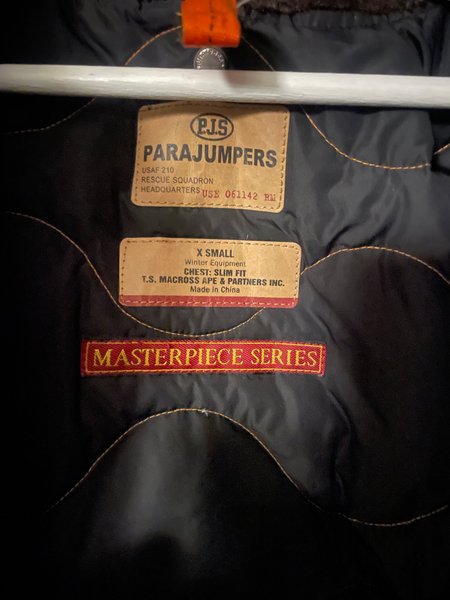 P.J.S
PARAJUMPERS
USAF 210
RESCUE SQUADRON
HEADQUARTERS USE 061142 RM
X SMALL
Winter Equipment
CHEST: SLIM FIT
T.S. MACROSS APE & PARTNERS INC.
Made in China
MASTERPIECE SERIES